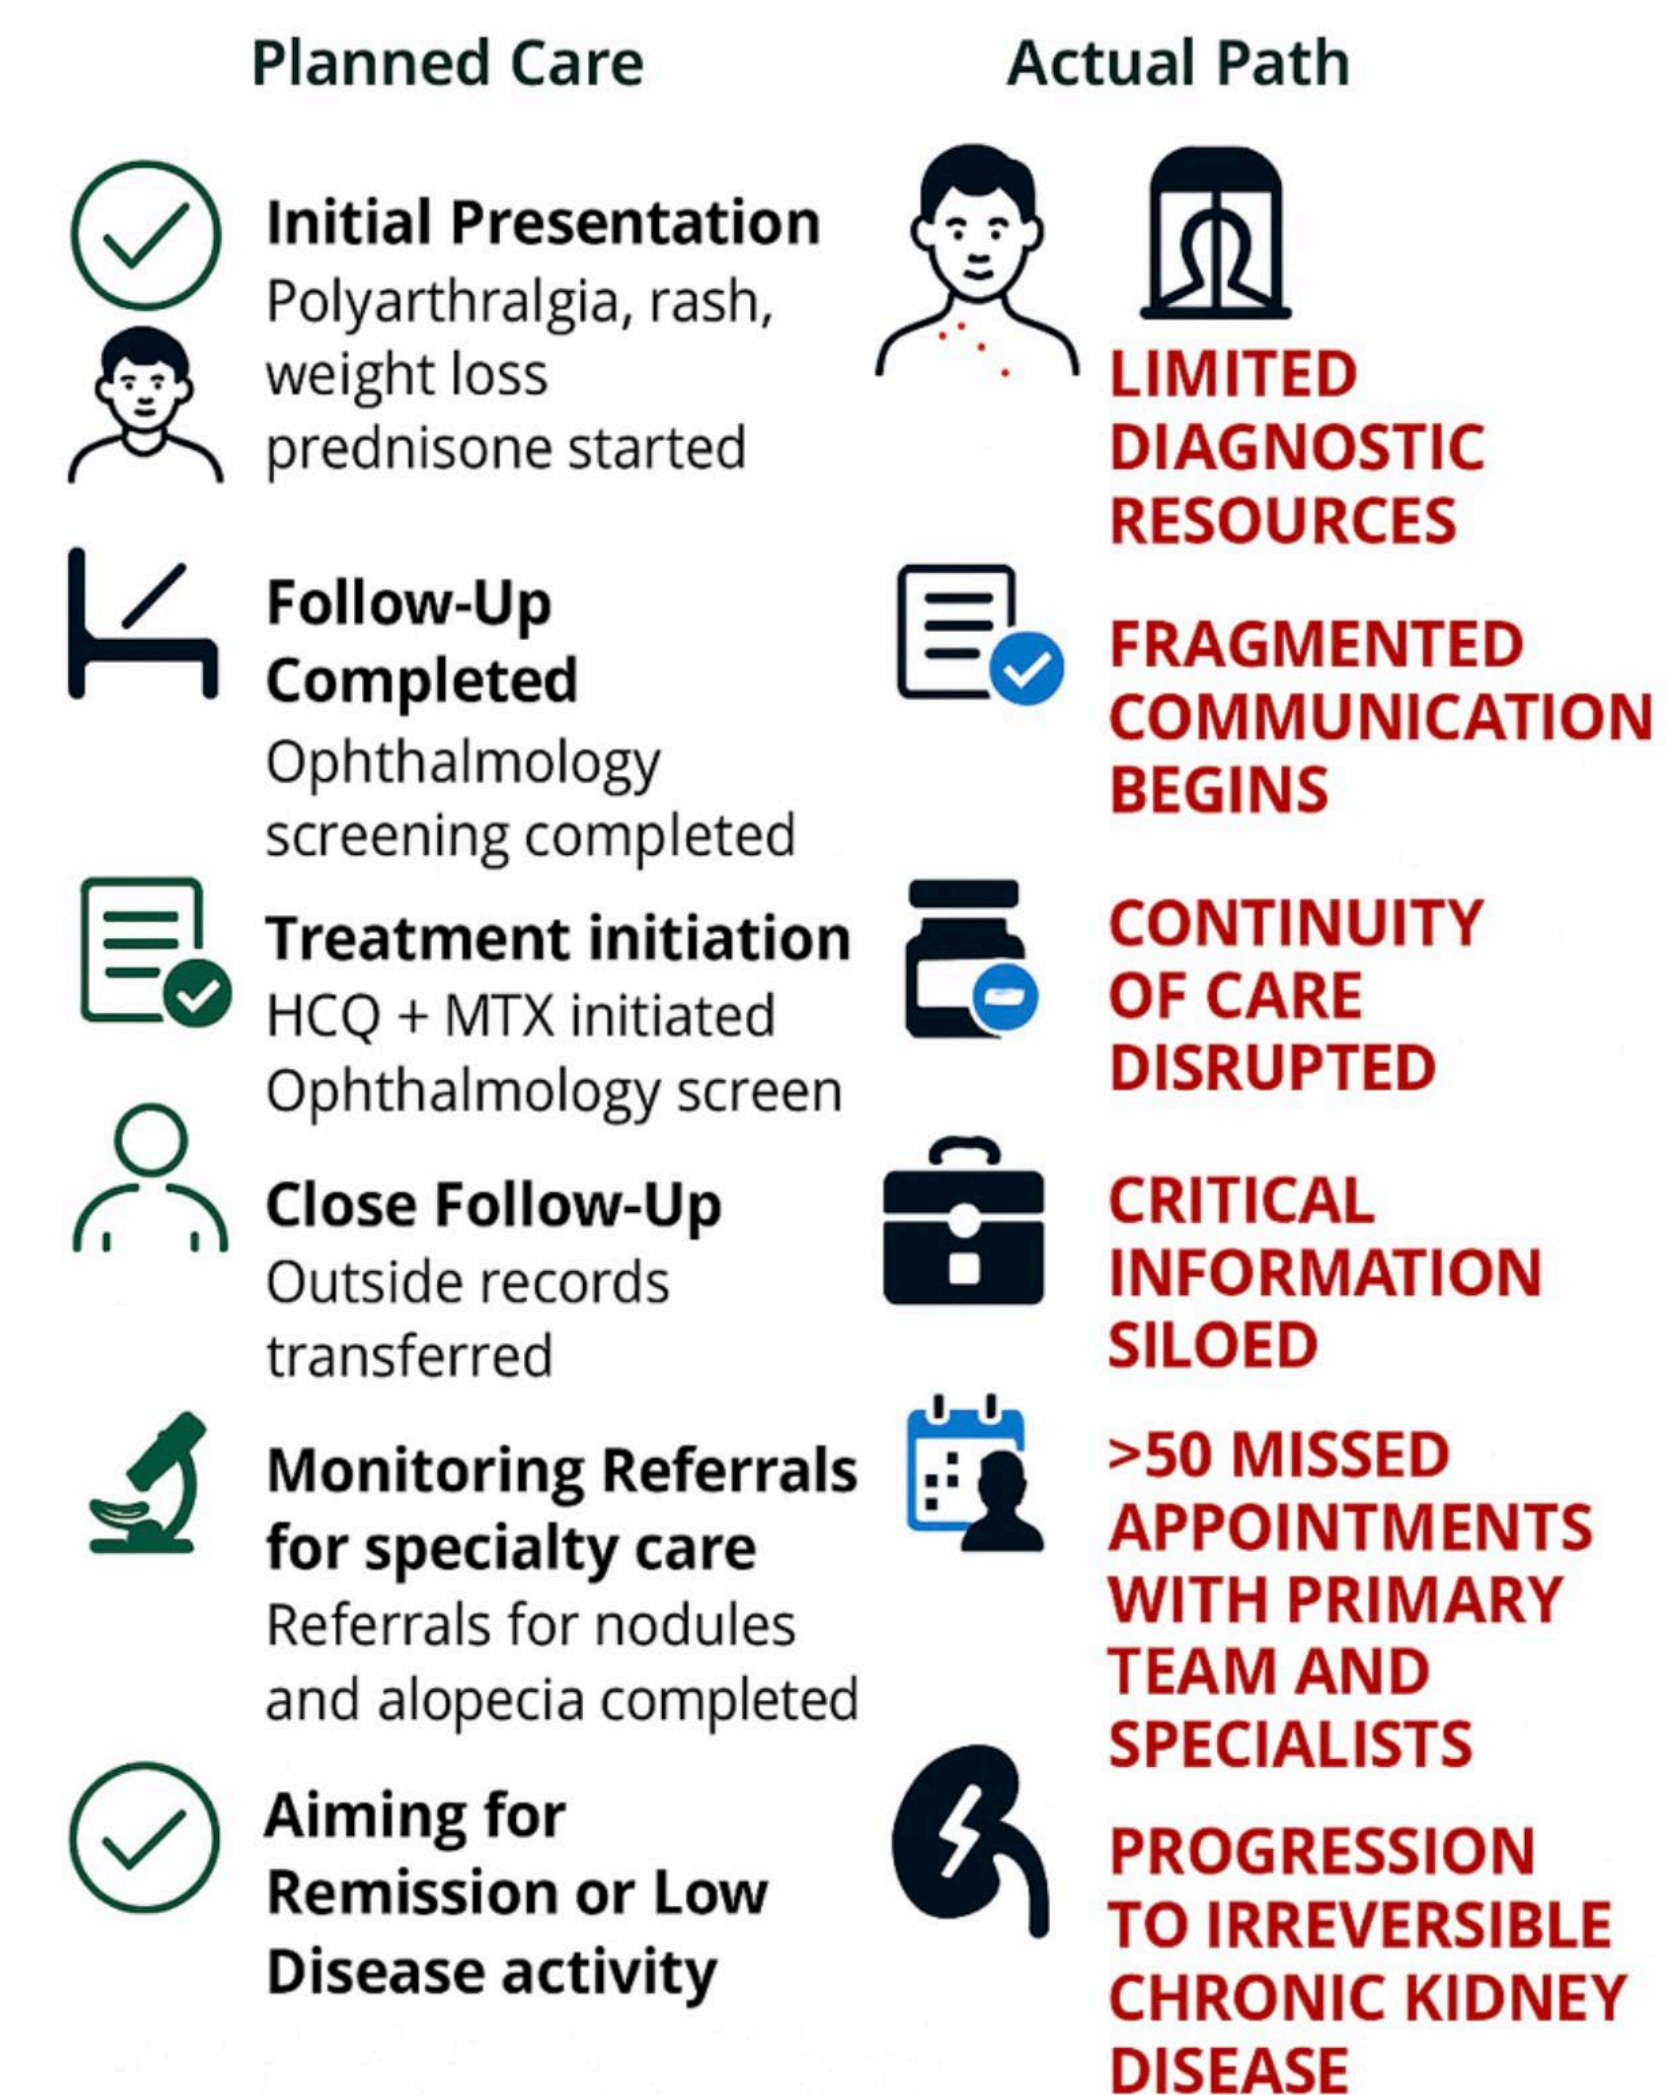 Planned Care
Actual Path
Initial Presentation
Polyarthralgia, rash,
weight loss
prednisone started
LIMITED
DIAGNOSTIC
RESOURCES
Follow-Up
Completed
Ophthalmology
screening completed
FRAGMENTED
COMMUNICATION
BEGINS
Treatment initiation
HCQ + MTX initiated
Ophthalmology screen
CONTINUITY
OF CARE
DISRUPTED
Close Follow-Up
Outside records
transferred
CRITICAL
INFORMATION
SILOED
Monitoring Referrals
for specialty care
Referrals for nodules
and alopecia completed
>50 MISSED
APPOINTMENTS
WITH PRIMARY
TEAM AND
SPECIALISTS
Aiming for
Remission or Low
Disease activity
PROGRESSION
TO IRREVERSIBLE
CHRONIC KIDNEY
DISEASE